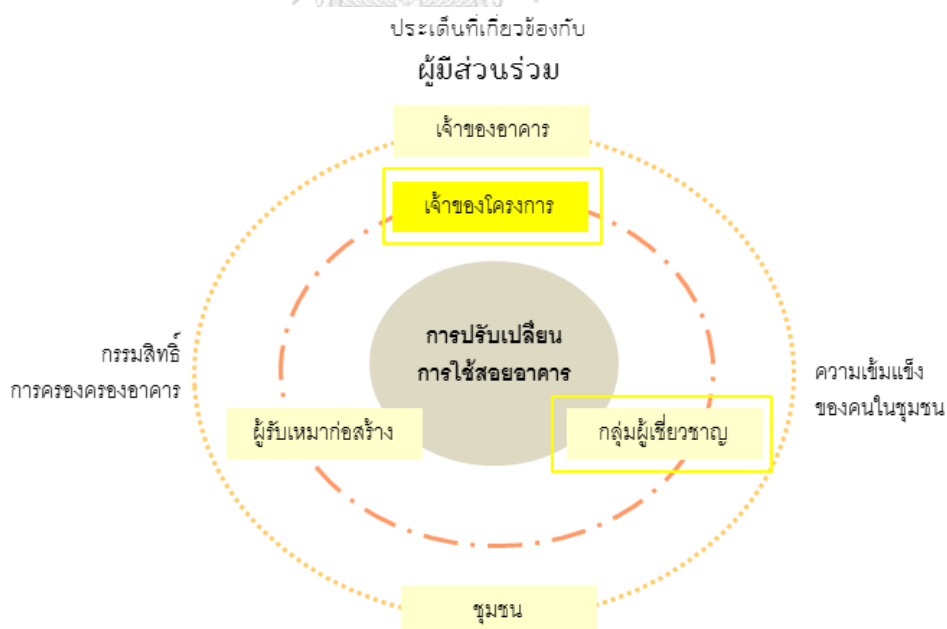 ประเด็นที่เกี่ยวข้องกับ
ผู้มีส่วนร่วม
เจ้าของอาคาร
เจ้าของโครงการ
การปรับเปลี่ยน
การใช้สอยอาคาร
กรรมสิทธิ์
การครองครองอาคาร
ความเข้มแข็ง
ของคนในชุมชน
ผู้รับเหมาก่อสร้าง
กลุ่มผู้เชี่ยวชาญ
ชุมชน